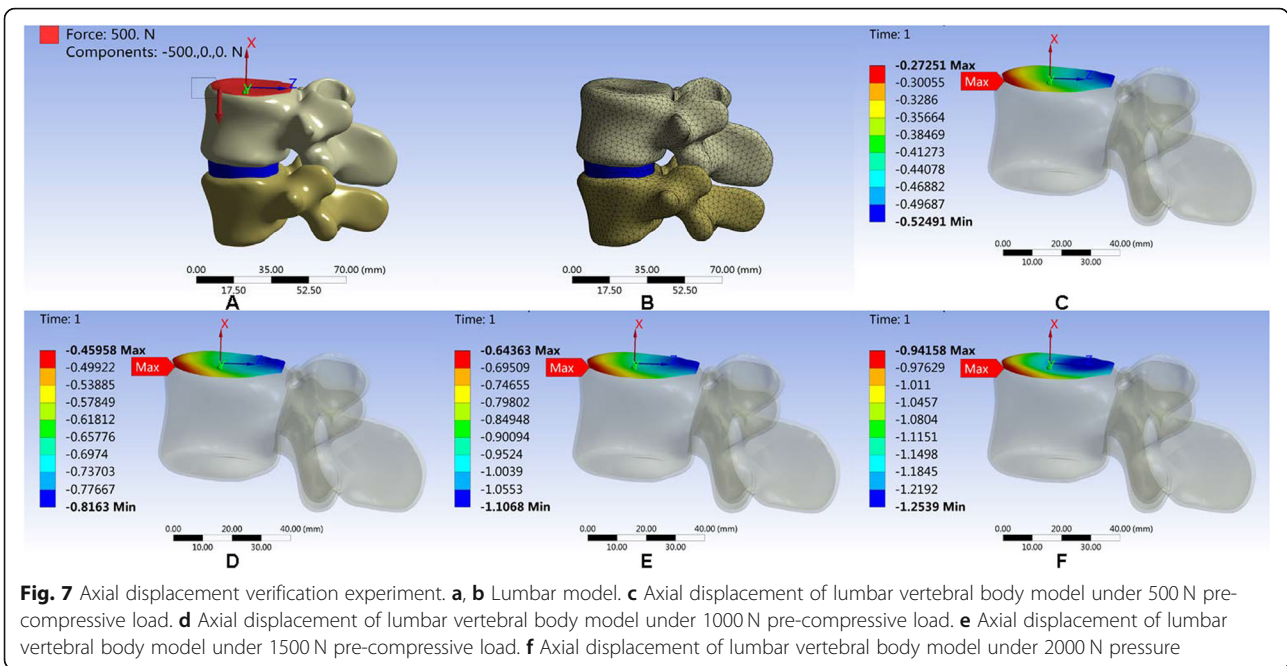 Force: 500. N
Components: -500.,0.,0. N
X
Z
Y
0.00 35.00 70.00 (mm)
17.50 52.50
A
0.00 35.00 70.00 (mm)
17.50 52.50
B
Time: 1
-0.27251 Max
-0.30055
-0.3286
-0.35664
-0.38469
-0.41273
-0.44078
-0.46882
-0.49687
-0.52491 Min
Max
X
Z
Y
0.00 20.00 40.00 (mm)
10.00 30.00
C
Time: 1
-0.45958 Max
-0.49922
-0.53885
-0.57849
-0.61812
-0.65776
-0.6974
-0.73703
-0.77667
-0.8163 Min
Max
X
Z
Y
0.00 20.00 40.00 (mm)
10.00 30.00
D
Time: 1
-0.64363 Max
-0.69509
-0.74655
-0.79802
-0.84948
-0.90094
-0.9524
-1.0039
-1.0553
-1.1068 Min
Max
X
Z
Y
0.00 20.00 40.00 (mm)
10.00 30.00
E
Time: 1
-0.94158 Max
-0.97629
-1.011
-1.0457
-1.0804
-1.1151
-1.1498
-1.1845
-1.2192
-1.2539 Min
Max
X
Z
Y
0.00 20.00 40.00 (mm)
10.00 30.00
F
Fig. 7 Axial displacement verification experiment. a, b Lumbar model. c Axial displacement of lumbar vertebral body model under 500 N pre-
compressive load. d Axial displacement of lumbar vertebral body model under 1000 N pre-compressive load. e Axial displacement of lumbar
vertebral body model under 1500 N pre-compressive load. f Axial displacement of lumbar vertebral body model under 2000 N pressure